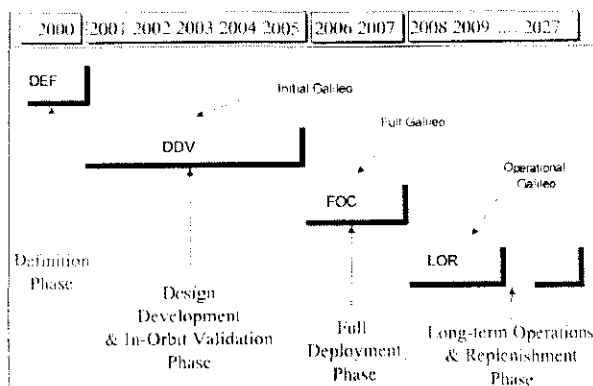 2000 2001 2002 2003 2004 2005 2006 2007 2008 2009 .... 2027
DEF
Initial Galileo
DDV
Full Galileo
FOC
Operational
Galileo
LOR
Definition
Phase
Design
Development
& In-Orbit Validation
Phase
Full
Deployment
Phase
Long-term Operations
& Replenishment
Phase